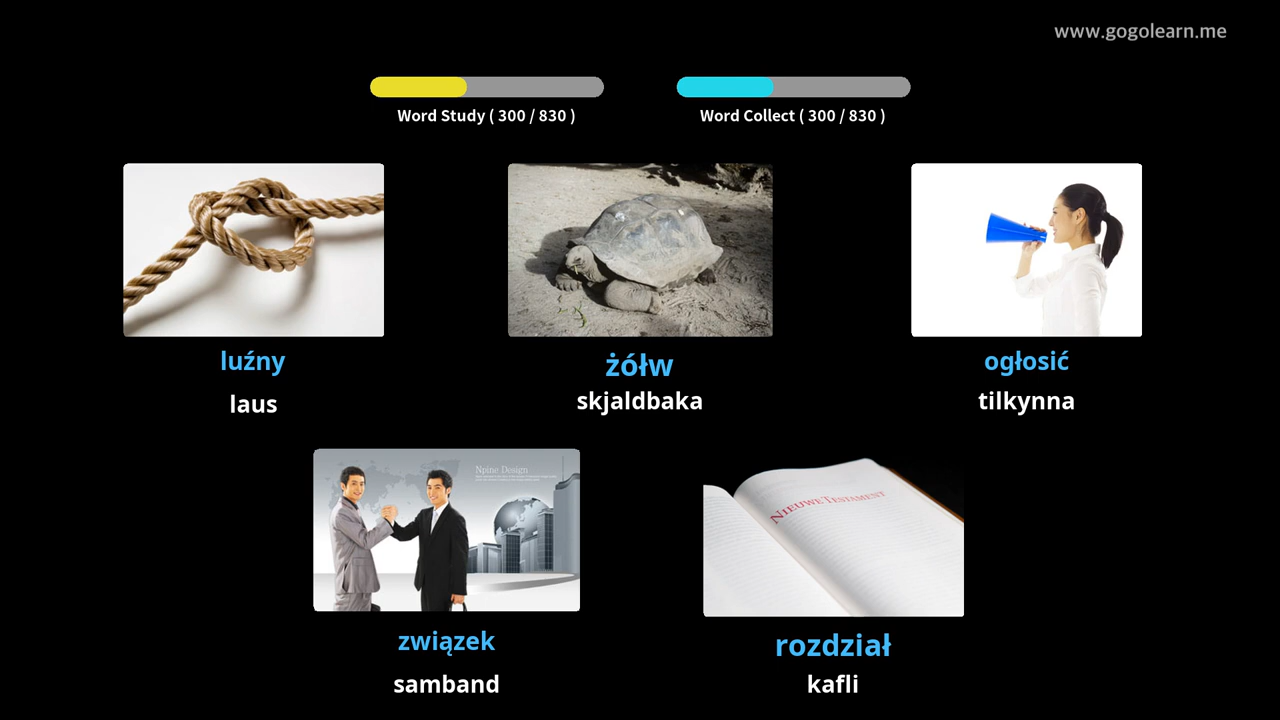 www.gogolearn.me
Word Study ( 300 / 830 )
Word Collect ( 300 / 830 )
luźny
laus
żółw
skjaldbaka
ogłosić
tilkynna
Npine Design
NIEUWE TESTAMENT
związek
samband
rozdział
kafli